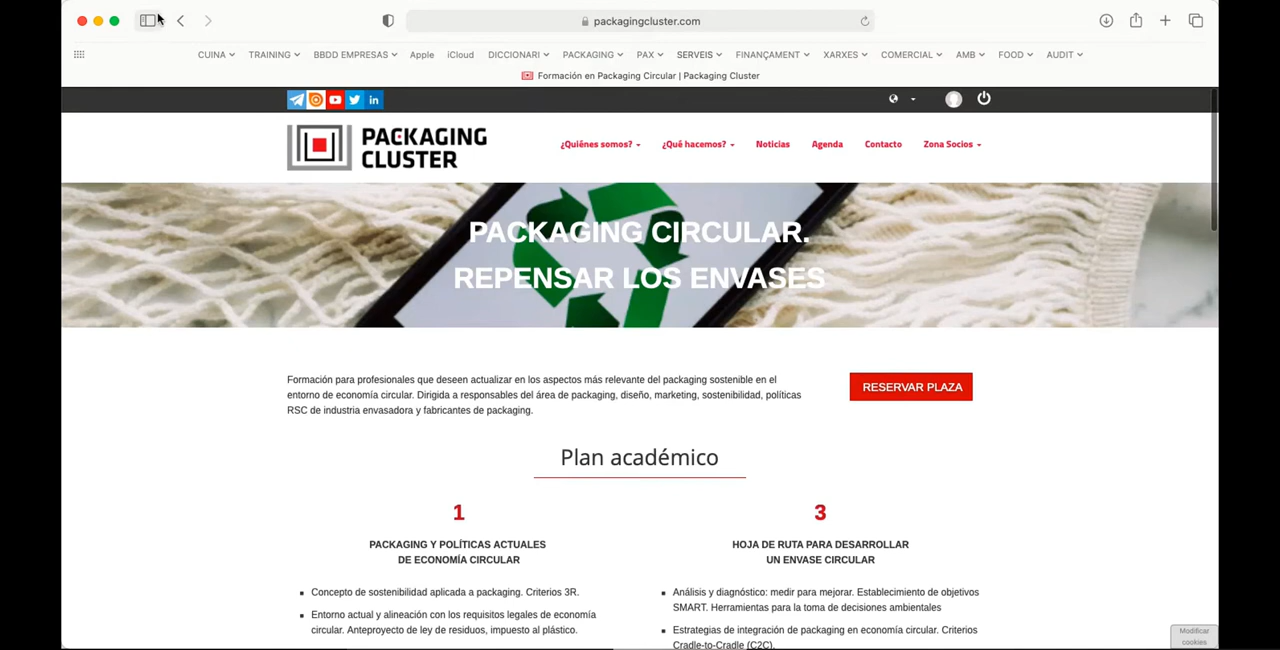 packagingcluster.com
CUINA TRAINING BBDD EMPRESAS Apple iCloud DICCIONARI PACKAGING PAX SERVEIS FINANÇAMENT XARXES COMERCIAL AMB FOOD AUDIT
Formación en Packaging Circular | Packaging Cluster
in
PACKAGING
CLUSTER
¿Quiénes somos? ¿Qué hacemos? Noticias Agenda Contacto Zona Socios
PACKAGING CIRCULAR.
REPENSAR LOS ENVASES
Formación para profesionales que deseen actualizar en los aspectos más relevante del packaging sostenible en el
entorno de economía circular. Dirigida a responsables del área de packaging, diseño, marketing, sostenibilidad, políticas
RSC de industria envasadora y fabricantes de packaging.
RESERVAR PLAZA
Plan académico
1
PACKAGING Y POLÍTICAS ACTUALES
DE ECONOMÍA CIRCULAR
Concepto de sostenibilidad aplicada a packaging. Criterios 3R.
Entorno actual y alineación con los requisitos legales de economía
circular. Anteproyecto de ley de residuos, impuesto al plástico.
3
HOJA DE RUTA PARA DESARROLLAR
UN ENVASE CIRCULAR
Análisis y diagnóstico: medir para mejorar. Establecimiento de objetivos
SMART. Herramientas para la toma de decisiones ambientales
Estrategias de integración de packaging en economía circular. Criterios
Cradle-to-Cradle (C2C).
Modificar
cookies